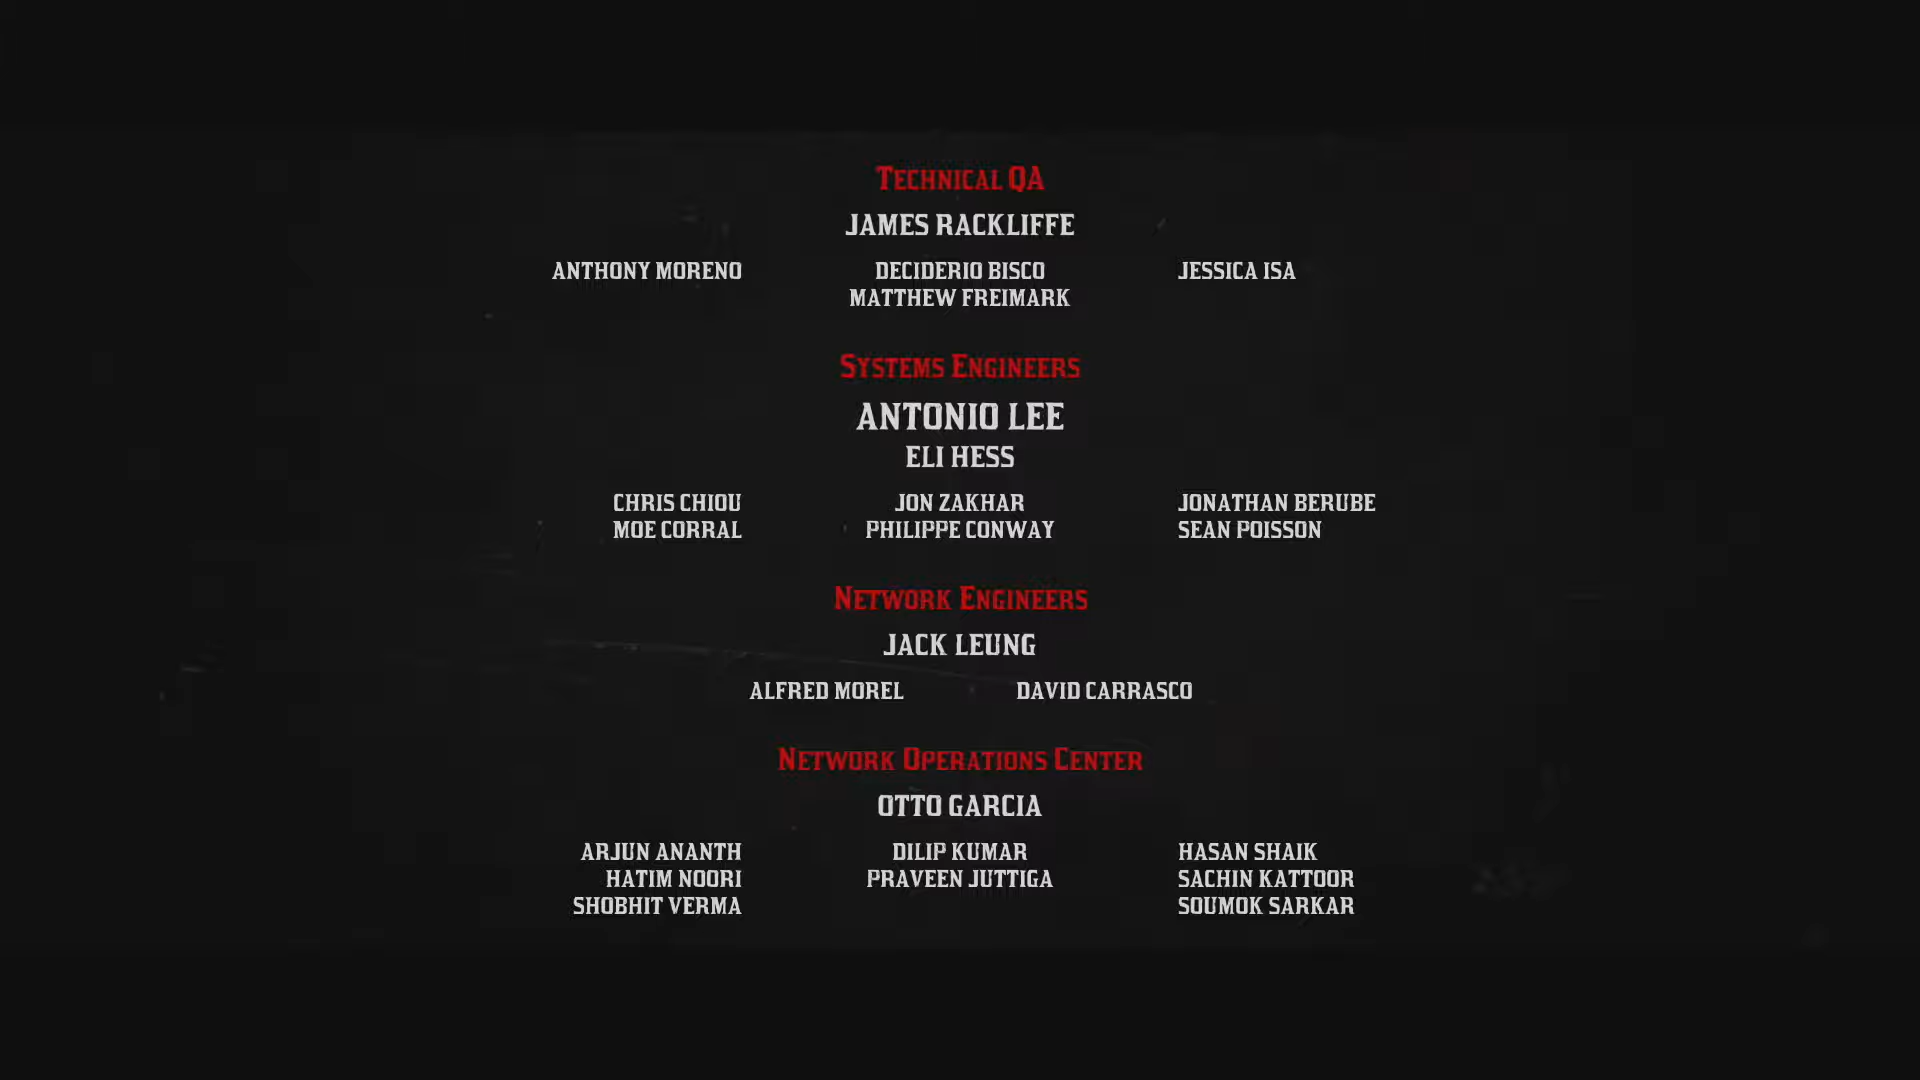 Technical QA
JAMES RACKLIFFE
ANTHONY MORENO DECIDERIO BISCO JESSICA ISA
MATTHEW FREIMARK
Systems Engineers
ANTONIO LEE
ELI HESS
CHRIS CHIOU JON ZAKHAR JONATHAN BERUBE
MOE CORRAL PHILIPPE CONWAY SEAN POISSON
Network Engineers
JACK LEUNG
ALFRED MOREL DAVID CARRASCO
Network Operations Center
OTTO GARCIA
ARJUN ANANTH DILIP KUMAR HASAN SHAIK
HATIM NOORI PRAVEEN JUTTIGA SACHIN KATTOOR
SHOBHIT VERMA SOUMOK SARKAR